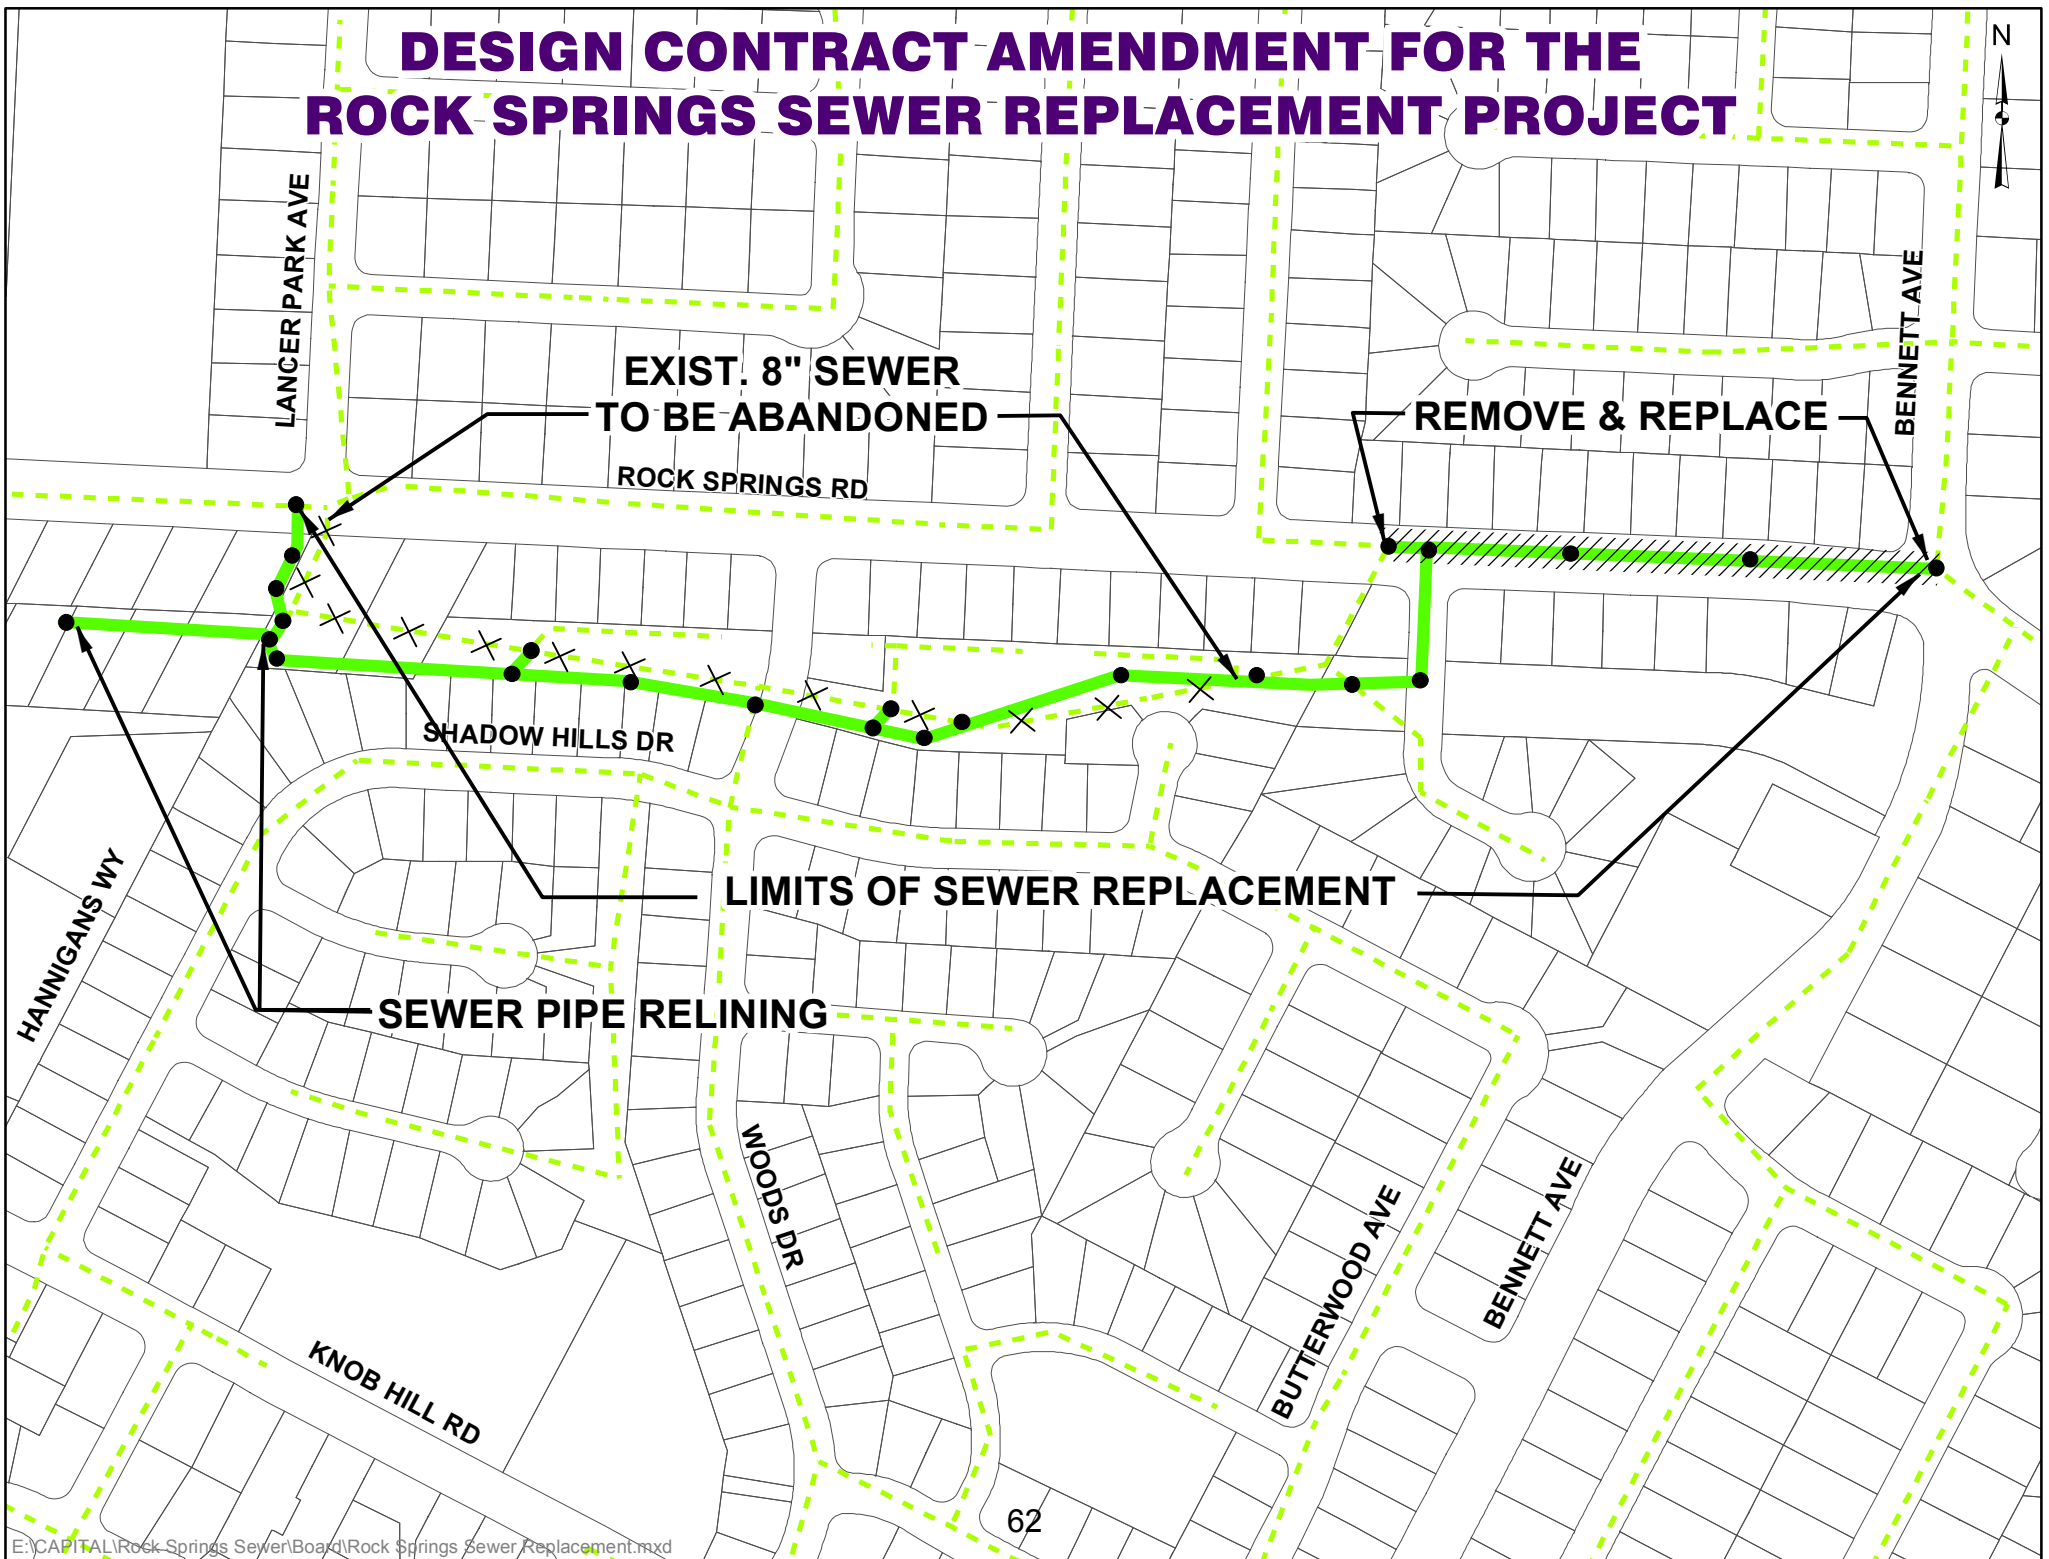 DESIGN CONTRACT AMENDMENT FOR THE
ROCK SPRINGS SEWER REPLACEMENT PROJECT
N
LANCER PARK AVE
BENNETT AVE
EXIST. 8" SEWER
TO BE ABANDONED
REMOVE & REPLACE
ROCK SPRINGS RD
SHADOW HILLS DR
LIMITS OF SEWER REPLACEMENT
HANNIGANS WY
SEWER PIPE RELINING
WOODS DR
BUTTERWOOD AVE
BENNETT AVE
KNOB HILL RD
62
E:\CAPITAL\Rock Springs Sewer\Board\Rock Springs Sewer Replacement.mxd